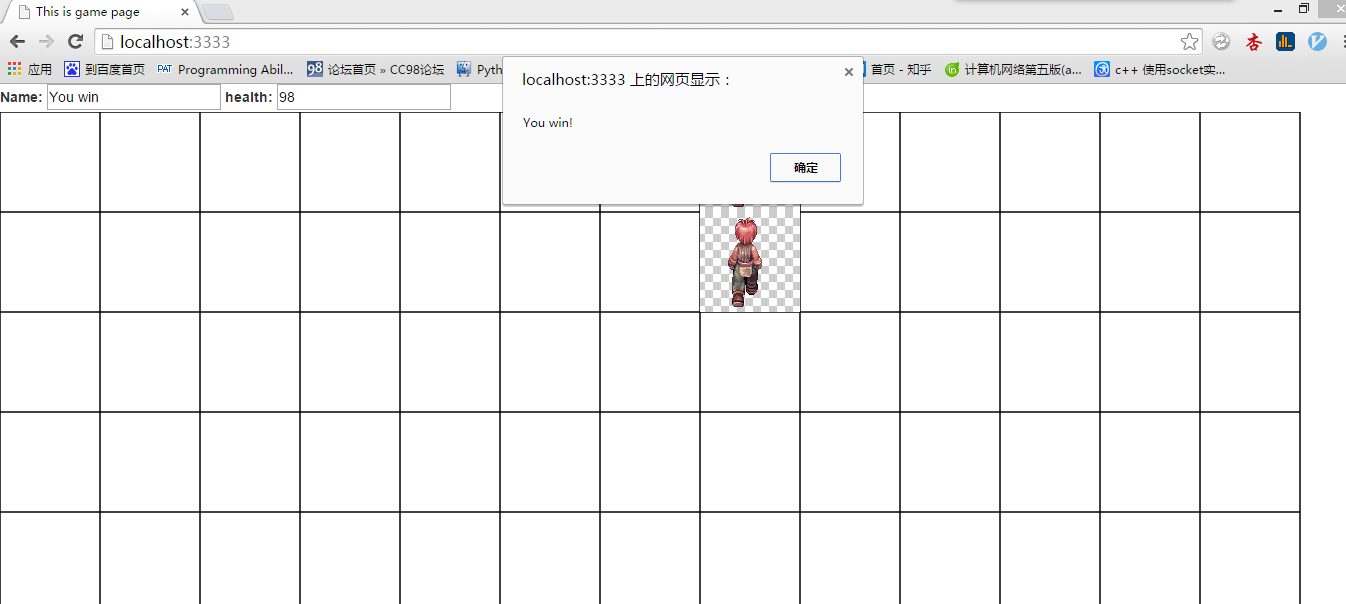 This is game page
localhost:3333
应用 到百度首页 PAT Programming Abil... 98 论坛首页 » CC98论坛 Pyth 首页 - 知乎 计算机网络第五版(a... c++ 使用socket实...
localhost:3333 上的网页显示：
You win!
确定
Name: You win health: 98